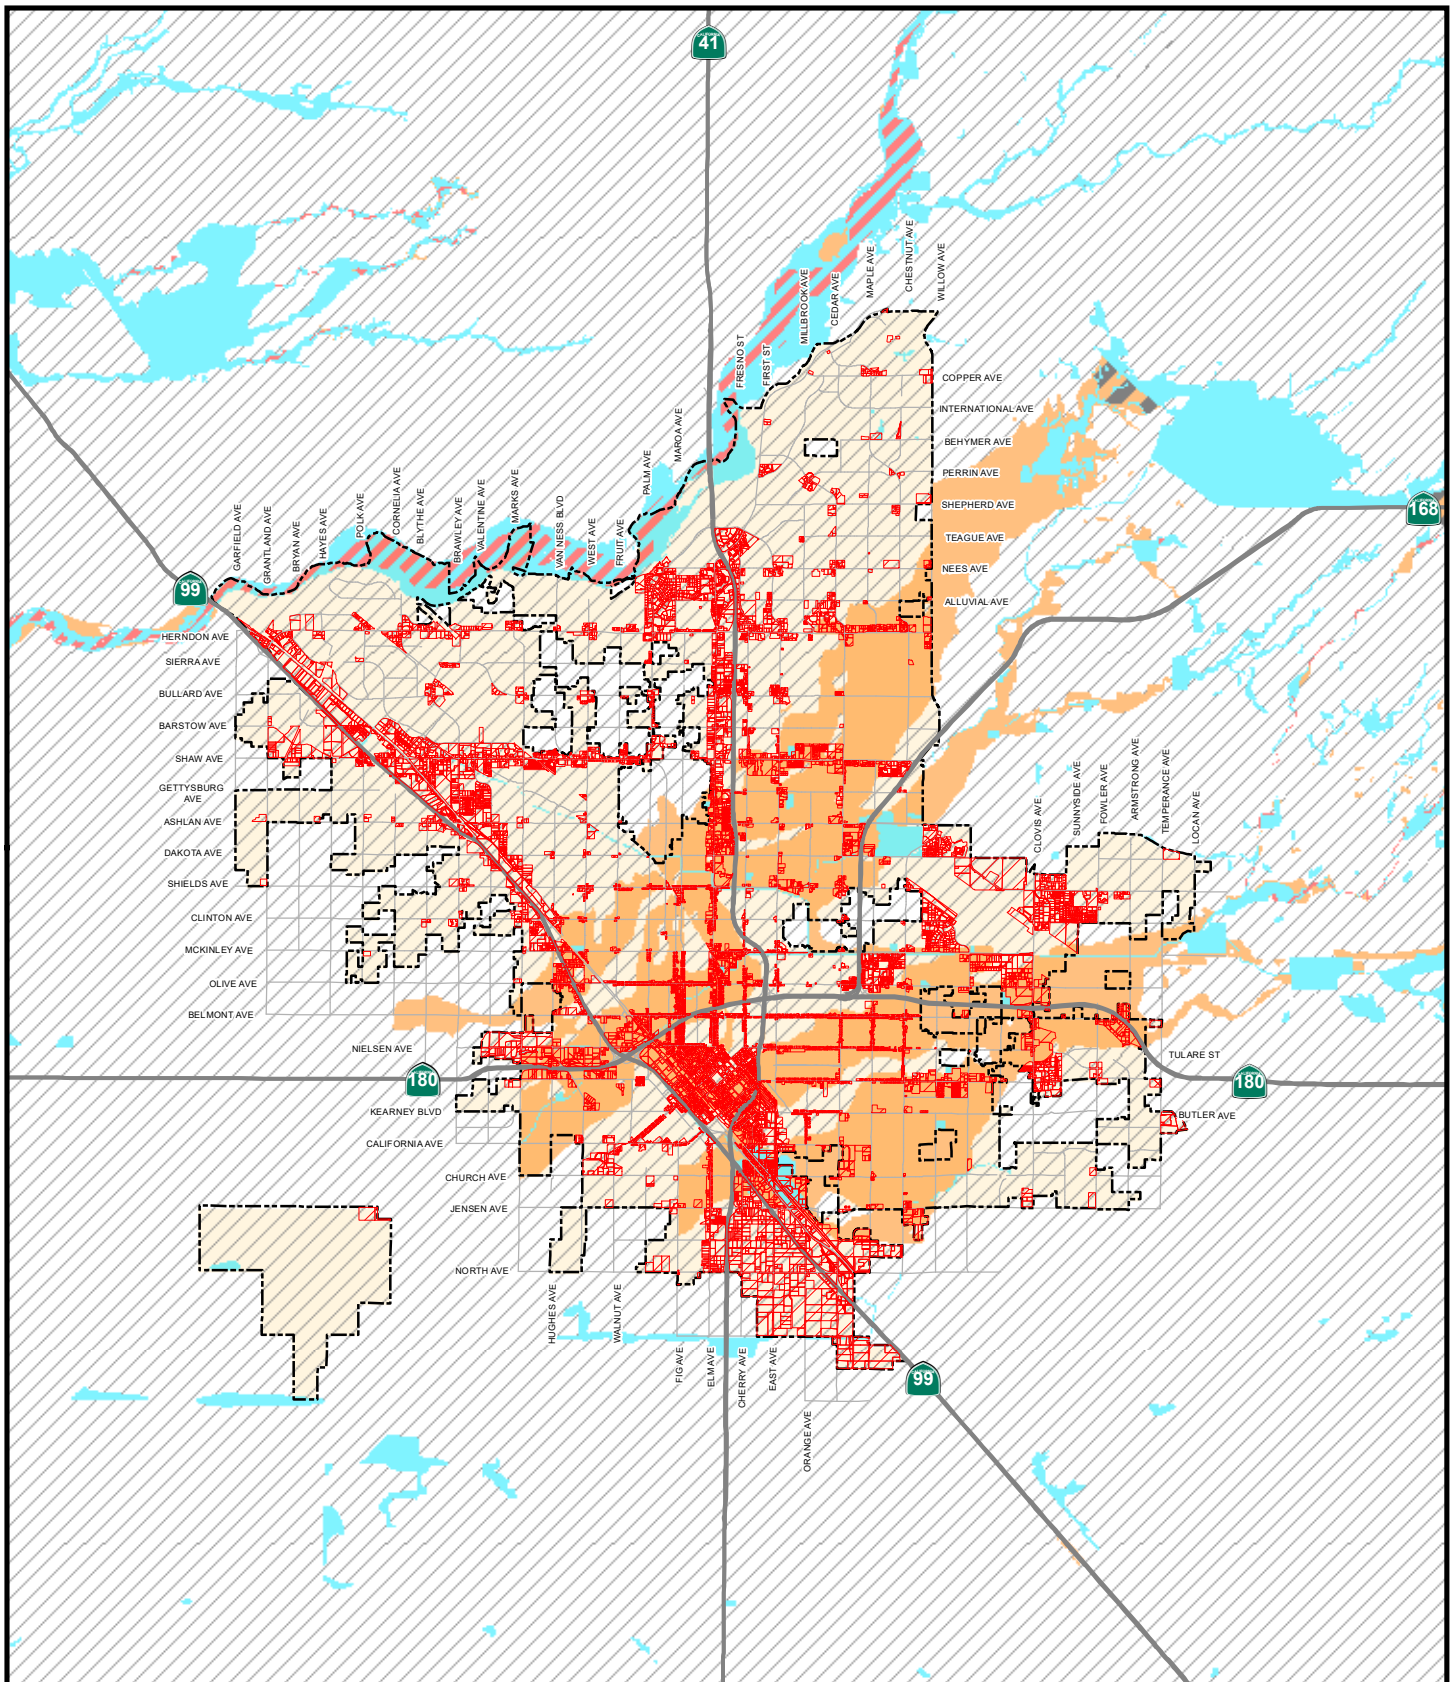 CALIFORNIA
41
MAPLE AVE
CHESTNUT AVE
WILLOW AVE
MILLBROOK AVE
CEDAR AVE
FRESNO ST
FIRST ST
COPPER AVE
INTERNATIONAL AVE
MAROA AVE
BEHYMER AVE
PALM AVE
PERRIN AVE
SHEPHERD AVE
CALIFORNIA
168
GARFIELD AVE
GRANTLAND AVE
BRYAN AVE
HAYES AVE
POLK AVE
CORNELIA AVE
BLYTHE AVE
BRAWLEY AVE
VALENTINE AVE
MARKS AVE
VAN NESS BLVD
WEST AVE
FRUIT AVE
TEAGUE AVE
NEES AVE
CALIFORNIA
99
ALLUVIAL AVE
HERNDON AVE
SIERRA AVE
BULLARD AVE
BARSTOW AVE
SHAW AVE
GETTYSBURG
AVE
ASHLAN AVE
CLOVIS AVE
SUNNYSIDE AVE
FOWLER AVE
ARMSTRONG AVE
TEMPERANCE AVE
LOCAN AVE
DAKOTA AVE
SHIELDS AVE
CLINTON AVE
MCKINLEY AVE
OLIVE AVE
BELMONT AVE
NIELSEN AVE
TULARE ST
CALIFORNIA
180
CALIFORNIA
180
KEARNEY BLVD
BUTLER AVE
CALIFORNIA AVE
CHURCH AVE
JENSEN AVE
NORTH AVE
HUGHES AVE
WALNUT AVE
FIG AVE
ELM AVE
CHERRY AVE
EAST AVE
CALIFORNIA
99
ORANGE AVE